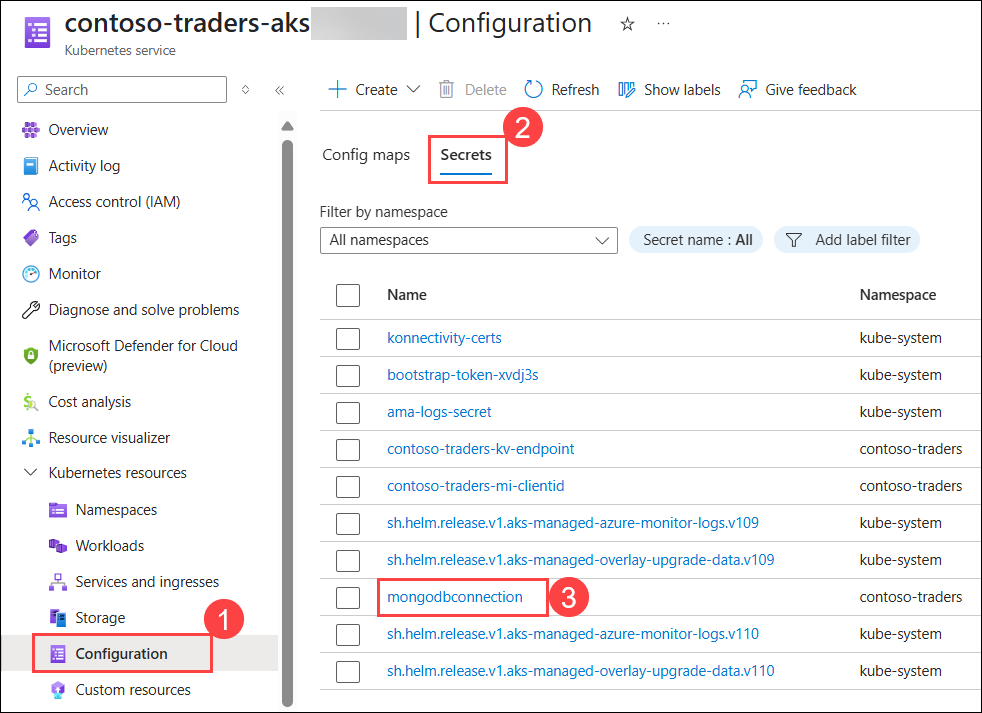 contoso-traders-aks | Configuration
Kubernetes service
Search
Create Delete Refresh Show labels Give feedback
Overview
Activity log
Access control (IAM)
Tags
Monitor
Diagnose and solve problems
Microsoft Defender for Cloud
(preview)
Cost analysis
Resource visualizer
Kubernetes resources
Namespaces
Workloads
Services and ingresses
Storage
1
Configuration
Custom resources
2
Config maps Secrets
Filter by namespace
All namespaces Secret name : All Add label filter
Name Namespace
konnectivity-certs kube-system
bootstrap-token-xvdj3s kube-system
ama-logs-secret kube-system
contoso-traders-kv-endpoint contoso-traders
contoso-traders-mi-clientid contoso-traders
sh.helm.release.v1.aks-managed-azure-monitor-logs.v109 kube-system
sh.helm.release.v1.aks-managed-overlay-upgrade-data.v109 kube-system
mongodbconnection 3 contoso-traders
sh.helm.release.v1.aks-managed-azure-monitor-logs.v110 kube-system
sh.helm.release.v1.aks-managed-overlay-upgrade-data.v110 kube-system